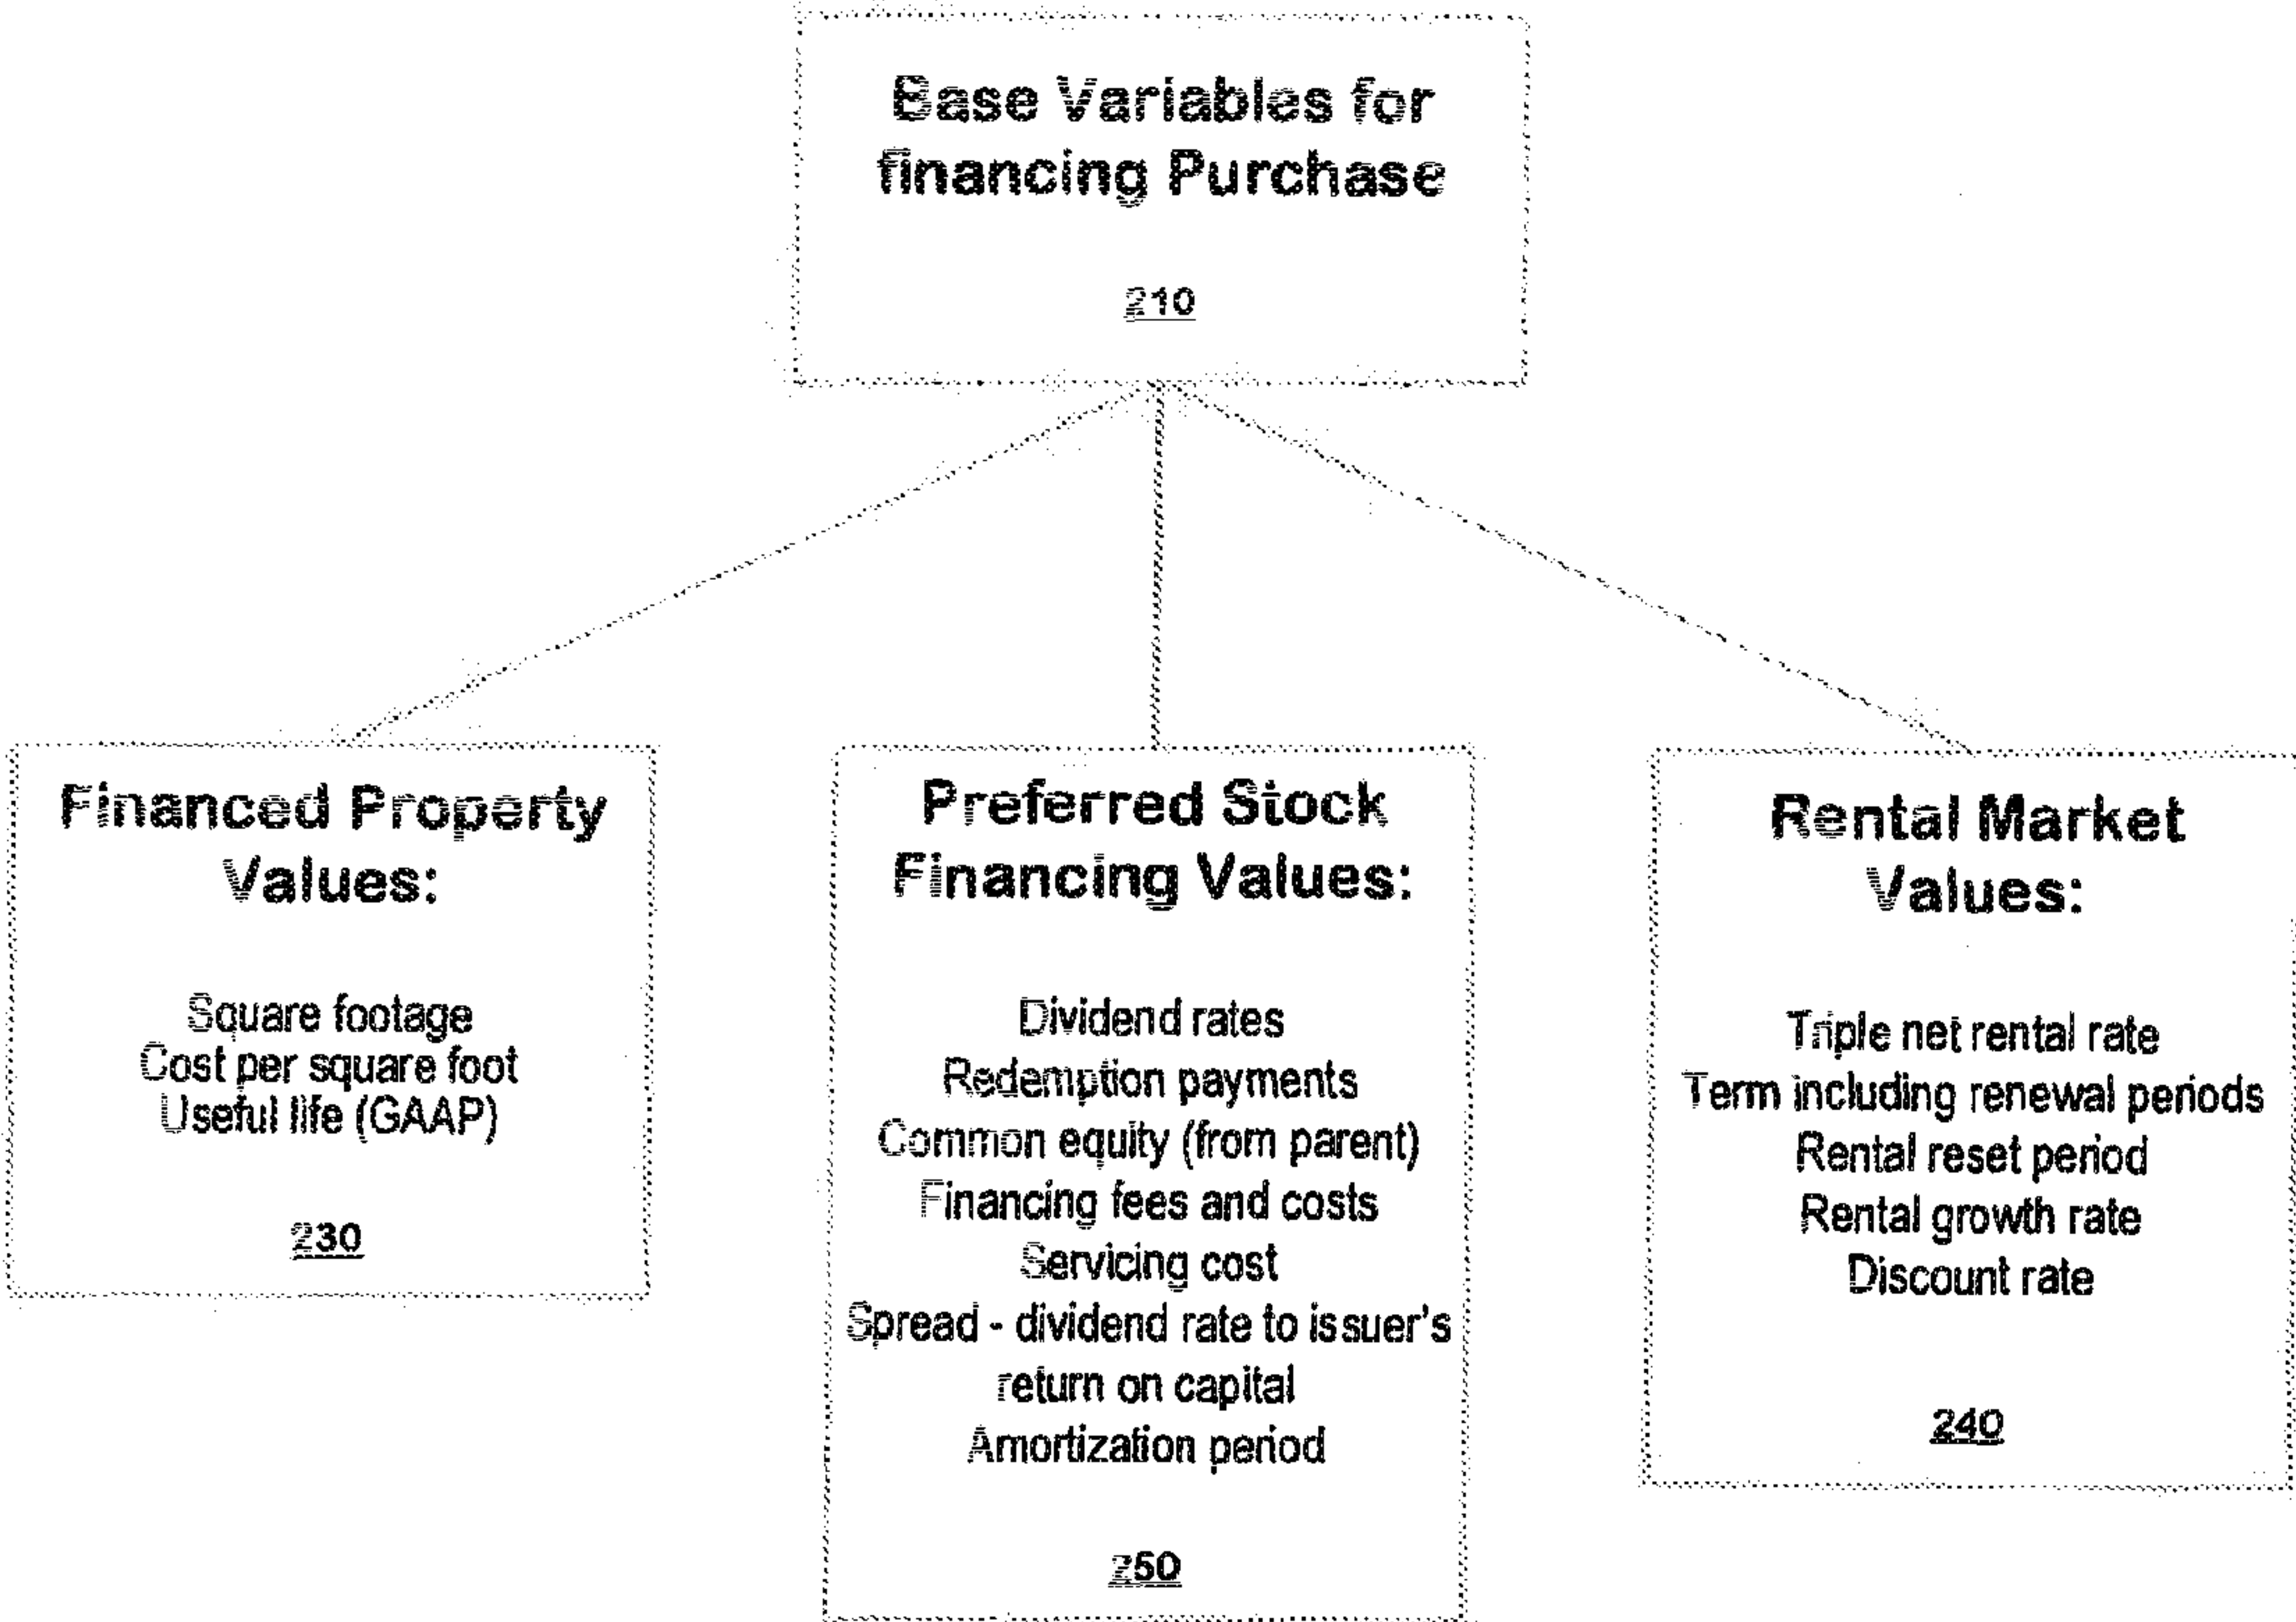 Base Variables for
financing Purchase
210
Financed Property
Values:
Square footage
Cost per square foot
Useful life (GAAP)
230
Preferred Stock
Financing Values:
Dividend rates
Redemption payments
Common equity (from parent)
Financing fees and costs
Servicing cost
Spread - dividend rate to issuer's
return on capital
Amortization period
250
Rental Market
Values:
Triple net rental rate
Term including renewal periods
Rental reset period
Rental growth rate
Discount rate
240